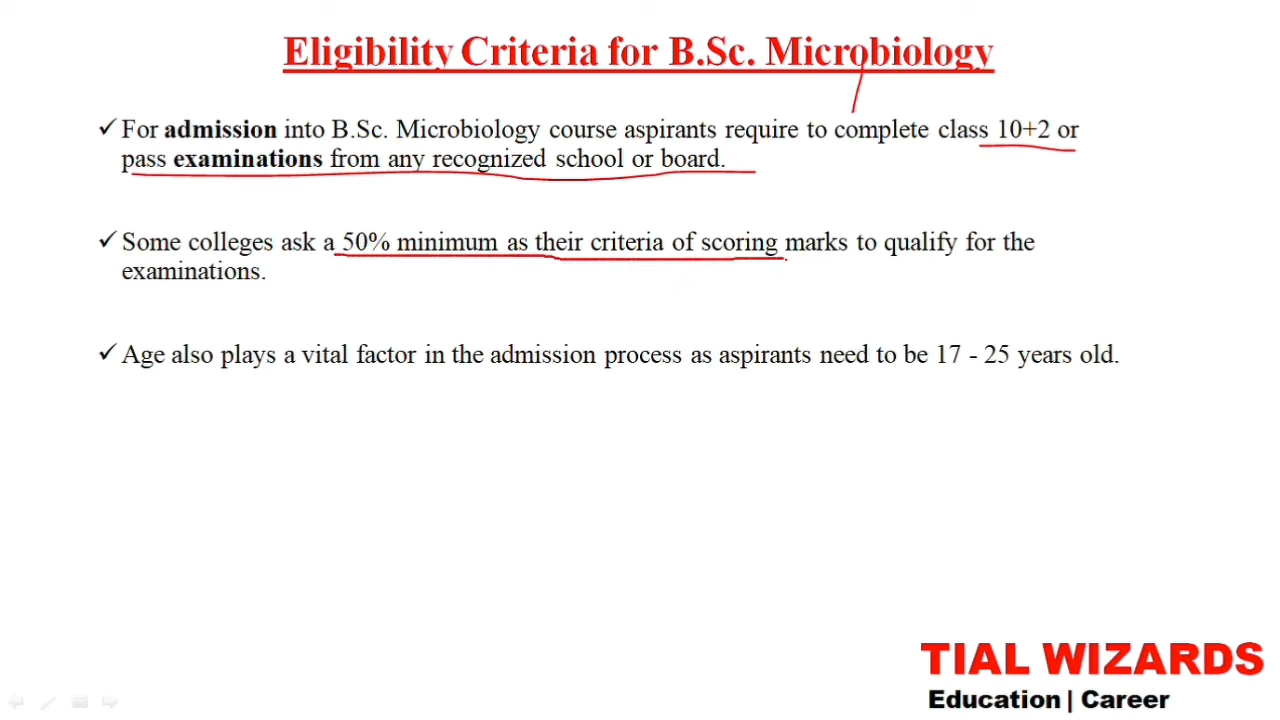 Eligibility Criteria for B.Sc. Microbiology
✓ For admission into B.Sc. Microbiology course aspirants require to complete class 10+2 or
pass examinations from any recognized school or board.
✓ Some colleges ask a 50% minimum as their criteria of scoring marks to qualify for the
examinations.
✓ Age also plays a vital factor in the admission process as aspirants need to be 17 - 25 years old.
TIAL WIZARDS
Education | Career